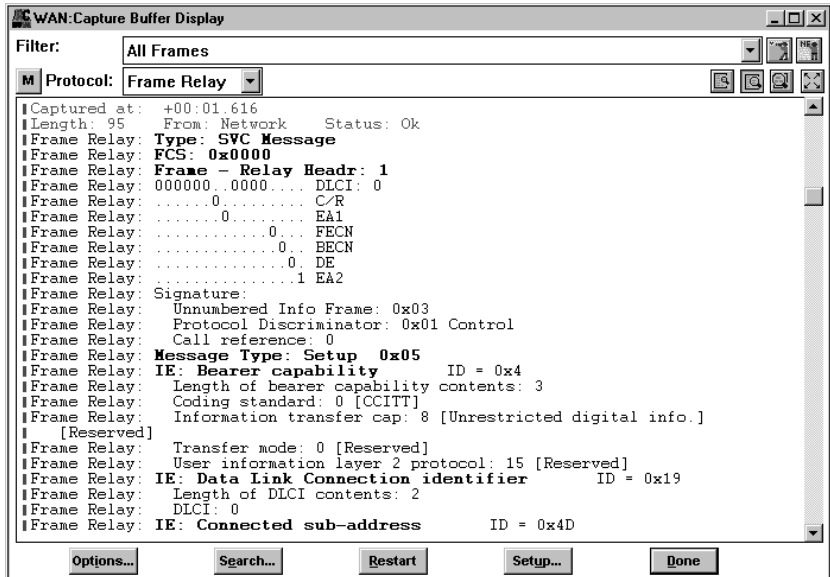 WAN:Capture Buffer Display
Filter: All Frames
M Protocol: Frame Relay
Captured at: +00:01.616
Length: 95 From: Network Status: Ok
Frame Relay: Type: SVC Message
Frame Relay: FCS: 0x0000
Frame Relay: Frame - Relay Headr: 1
Frame Relay: 000000..0000.... DLCI: 0
Frame Relay: ......0......... C/R
Frame Relay: .......0........ EA1
Frame Relay: ............0... FECN
Frame Relay: .............0.. BECN
Frame Relay: ..............0. DE
Frame Relay: ...............1 EA2
Frame Relay: Signature:
Frame Relay: Unnumbered Info Frame: 0x03
Frame Relay: Protocol Discriminator: 0x01 Control
Frame Relay: Call reference: 0
Frame Relay: Message Type: Setup 0x05
Frame Relay: IE: Bearer capability ID = 0x4
Frame Relay: Length of bearer capability contents: 3
Frame Relay: Coding standard: 0 [CCITT]
Frame Relay: Information transfer cap: 8 [Unrestricted digital info.]
[Reserved]
Frame Relay: Transfer mode: 0 [Reserved]
Frame Relay: User information layer 2 protocol: 15 [Reserved]
Frame Relay: IE: Data Link Connection identifier ID = 0x19
Frame Relay: Length of DLCI contents: 2
Frame Relay: DLCI: 0
Frame Relay: IE: Connected sub-address ID = 0x4D
Options... Search... Restart Setup... Done